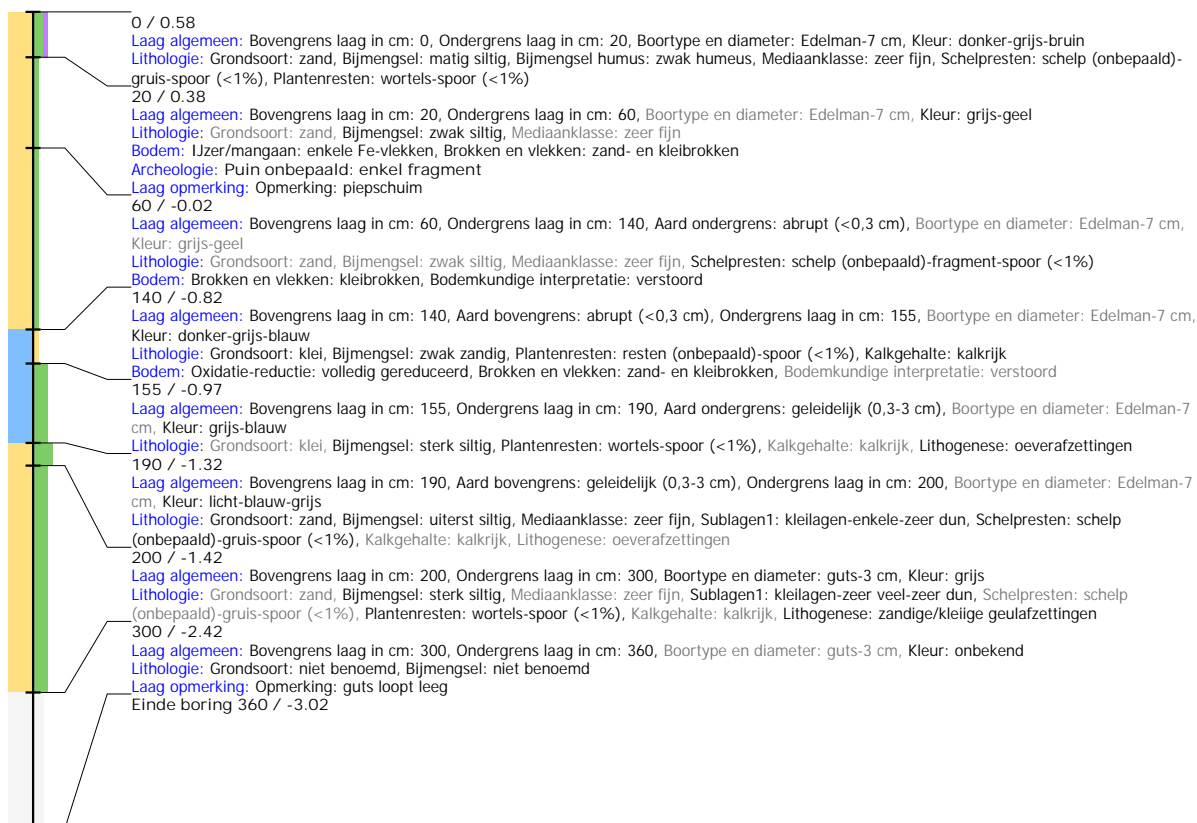 0 / 0.58
Laag algemeen: Bovengrens laag in cm: 0, Ondergrens laag in cm: 20, Boortype en diameter: Edelman-7 cm, Kleur: donker-grijs-bruin
Lithologie: Grondsoort: zand, Bijmengsel: matig siltig, Bijmengsel humus: zwak humeus, Mediaanklasse: zeer fijn, Schelpresten: schelp (onbepaald)-
gruis-spoor (<1%), Plantenresten: wortels-spoor (<1%)
20 / 0.38
Laag algemeen: Bovengrens laag in cm: 20, Ondergrens laag in cm: 60, Boortype en diameter: Edelman-7 cm, Kleur: grijs-geel
Lithologie: Grondsoort: zand, Bijmengsel: zwak siltig, Mediaanklasse: zeer fijn
Bodem: IJzer/mangaan: enkele Fe-vlekken, Brokken en vlekken: zand- en kleibrokken
Archeologie: Puin onbepaald: enkel fragment
Laag opmerking: Opmerking: piepschuim
60 / -0.02
Laag algemeen: Bovengrens laag in cm: 60, Ondergrens laag in cm: 140, Aard ondergrens: abrupt (<0,3 cm), Boortype en diameter: Edelman-7 cm,
Kleur: grijs-geel
Lithologie: Grondsoort: zand, Bijmengsel: zwak siltig, Mediaanklasse: zeer fijn, Schelpresten: schelp (onbepaald)-fragment-spoor (<1%)
Bodem: Brokken en vlekken: kleibrokken, Bodemkundige interpretatie: verstoord
140 / -0.82
Laag algemeen: Bovengrens laag in cm: 140, Aard bovengrens: abrupt (<0,3 cm), Ondergrens laag in cm: 155, Boortype en diameter: Edelman-7 cm,
Kleur: donker-grijs-blauw
Lithologie: Grondsoort: klei, Bijmengsel: zwak zandig, Plantenresten: resten (onbepaald)-spoor (<1%), Kalkgehalte: kalkrijk
Bodem: Oxidatie-reductie: volledig gereduceerd, Brokken en vlekken: zand- en kleibrokken, Bodemkundige interpretatie: verstoord
155 / -0.97
Laag algemeen: Bovengrens laag in cm: 155, Ondergrens laag in cm: 190, Aard ondergrens: geleidelijk (0,3-3 cm), Boortype en diameter: Edelman-7
cm, Kleur: grijs-blauw
Lithologie: Grondsoort: klei, Bijmengsel: sterk siltig, Plantenresten: wortels-spoor (<1%), Kalkgehalte: kalkrijk, Lithogenese: oeverafzettingen
190 / -1.32
Laag algemeen: Bovengrens laag in cm: 190, Aard bovengrens: geleidelijk (0,3-3 cm), Ondergrens laag in cm: 200, Boortype en diameter: Edelman-7
cm, Kleur: licht-blauw-grijs
Lithologie: Grondsoort: zand, Bijmengsel: uiterst siltig, Mediaanklasse: zeer fijn, Sublagen1: kleilagen-enkele-zeer dun, Schelpresten: schelp
(onbepaald)-gruis-spoor (<1%), Kalkgehalte: kalkrijk, Lithogenese: oeverafzettingen
200 / -1.42
Laag algemeen: Bovengrens laag in cm: 200, Ondergrens laag in cm: 300, Boortype en diameter: guts-3 cm, Kleur: grijs
Lithologie: Grondsoort: zand, Bijmengsel: sterk siltig, Mediaanklasse: zeer fijn, Sublagen1: kleilagen-zeer veel-zeer dun, Schelpresten: schelp
(onbepaald)-gruis-spoor (<1%), Plantenresten: wortels-spoor (<1%), Kalkgehalte: kalkrijk, Lithogenese: zandige/kleiige geulafzettingen
300 / -2.42
Laag algemeen: Bovengrens laag in cm: 300, Ondergrens laag in cm: 360, Boortype en diameter: guts-3 cm, Kleur: onbekend
Lithologie: Grondsoort: niet benoemd, Bijmengsel: niet benoemd
Laag opmerking: Opmerking: guts loopt leeg
Einde boring 360 / -3.02